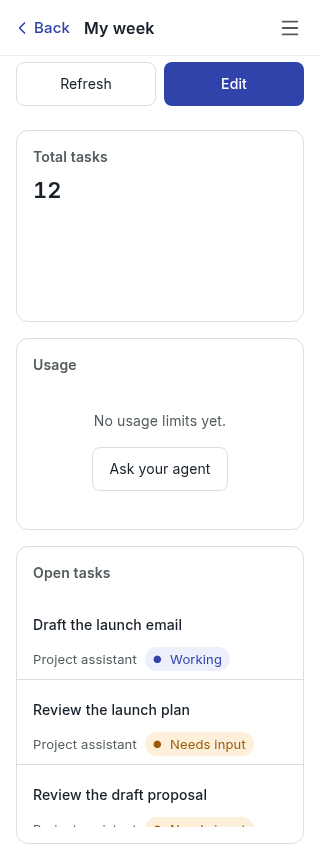 Back My week
Refresh Edit
Total tasks
12
Usage
No usage limits yet.
Ask your agent
Open tasks
Draft the launch email
Project assistant Working
Review the launch plan
Project assistant Needs input
Review the draft proposal